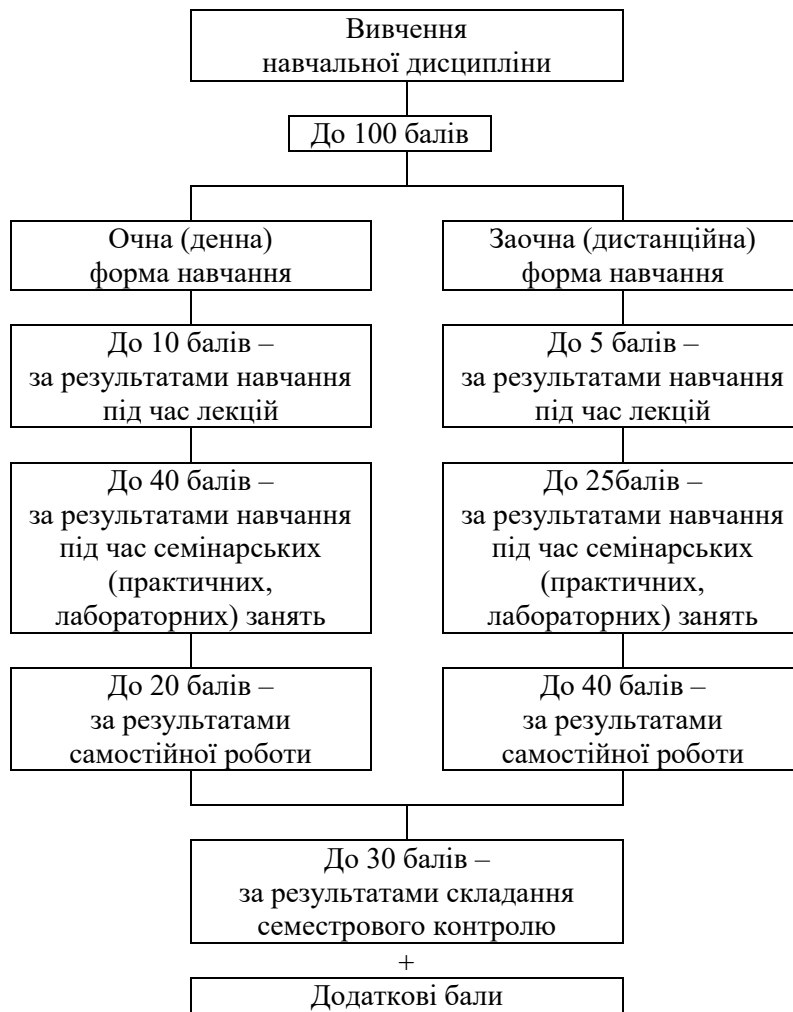 Вивчення
навчальної дисципліни
До 100 балів
Очна (денна)
форма навчання
До 10 балів –
за результатами навчання
під час лекцій
До 40 балів –
за результатами навчання
під час семінарських
(практичних,
лабораторних) занять
До 20 балів –
за результатами
самостійної роботи
Заочна (дистанційна)
форма навчання
До 5 балів –
за результатами навчання
під час лекцій
До 25балів –
за результатами навчання
під час семінарських
(практичних,
лабораторних) занять
До 40 балів –
за результатами
самостійної роботи
До 30 балів –
за результатами складання
семестрового контролю
+
Додаткові бали